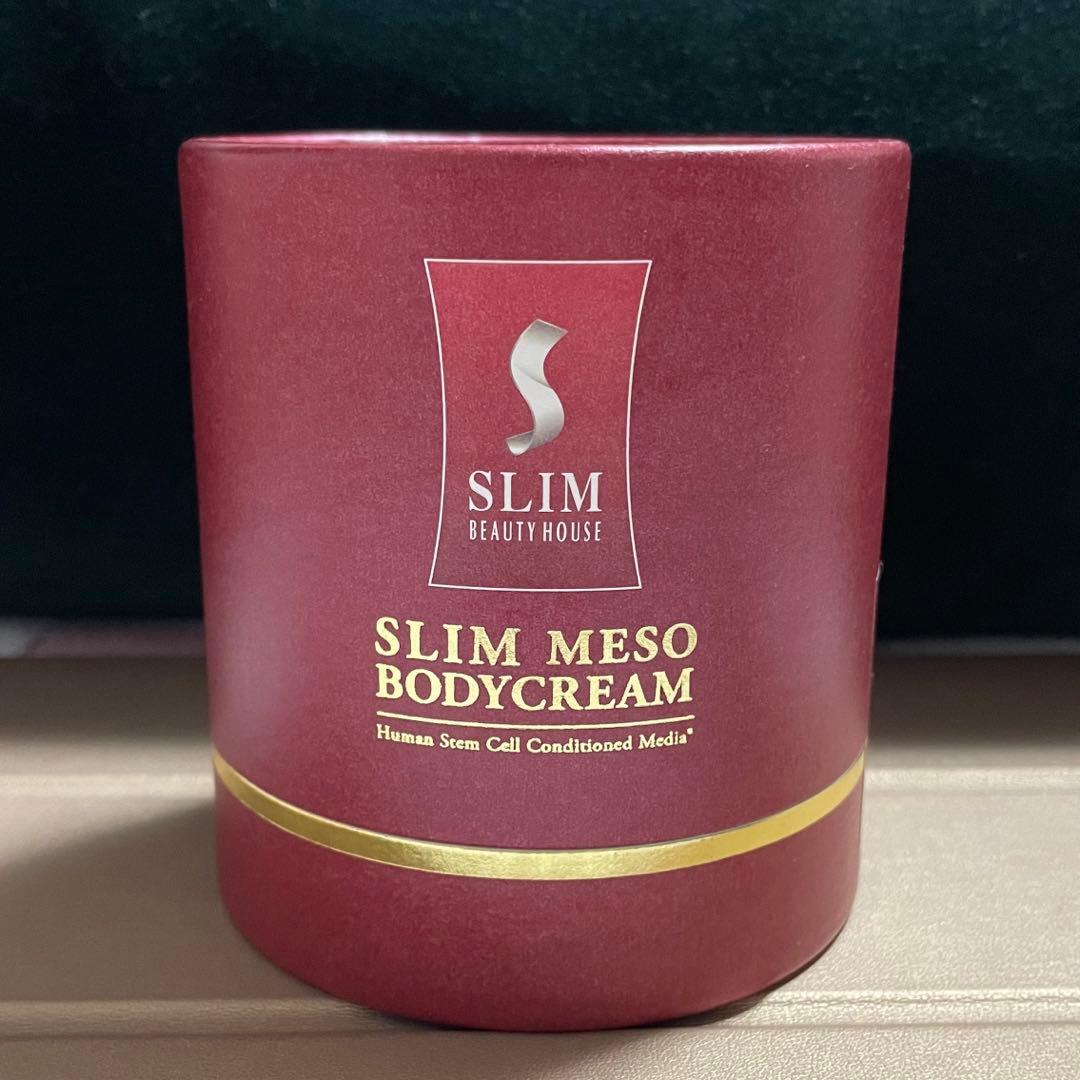 SLIM
BEAUTY HOUSE
SLIM MESO
BODYCREAM
Human Stem Cell Conditioned Media*